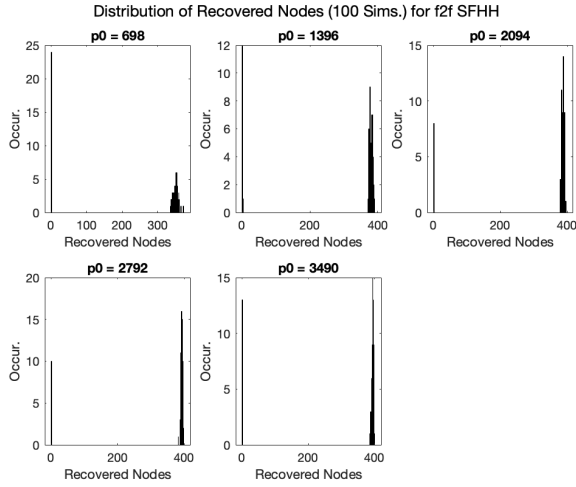 Distribution of Recovered Nodes (100 Sims.) for f2f SFHH
p0 = 698
25
20
15
10
5
0
Occur.
0 100 200 300
Recovered Nodes
p0 = 1396
12
10
8
6
4
2
0
Occur.
0 200 400
Recovered Nodes
p0 = 2094
15
10
5
0
Occur.
0 200 400
Recovered Nodes
p0 = 2792
20
15
10
5
0
Occur.
0 200 400
Recovered Nodes
p0 = 3490
15
10
5
0
Occur.
0 200 400
Recovered Nodes